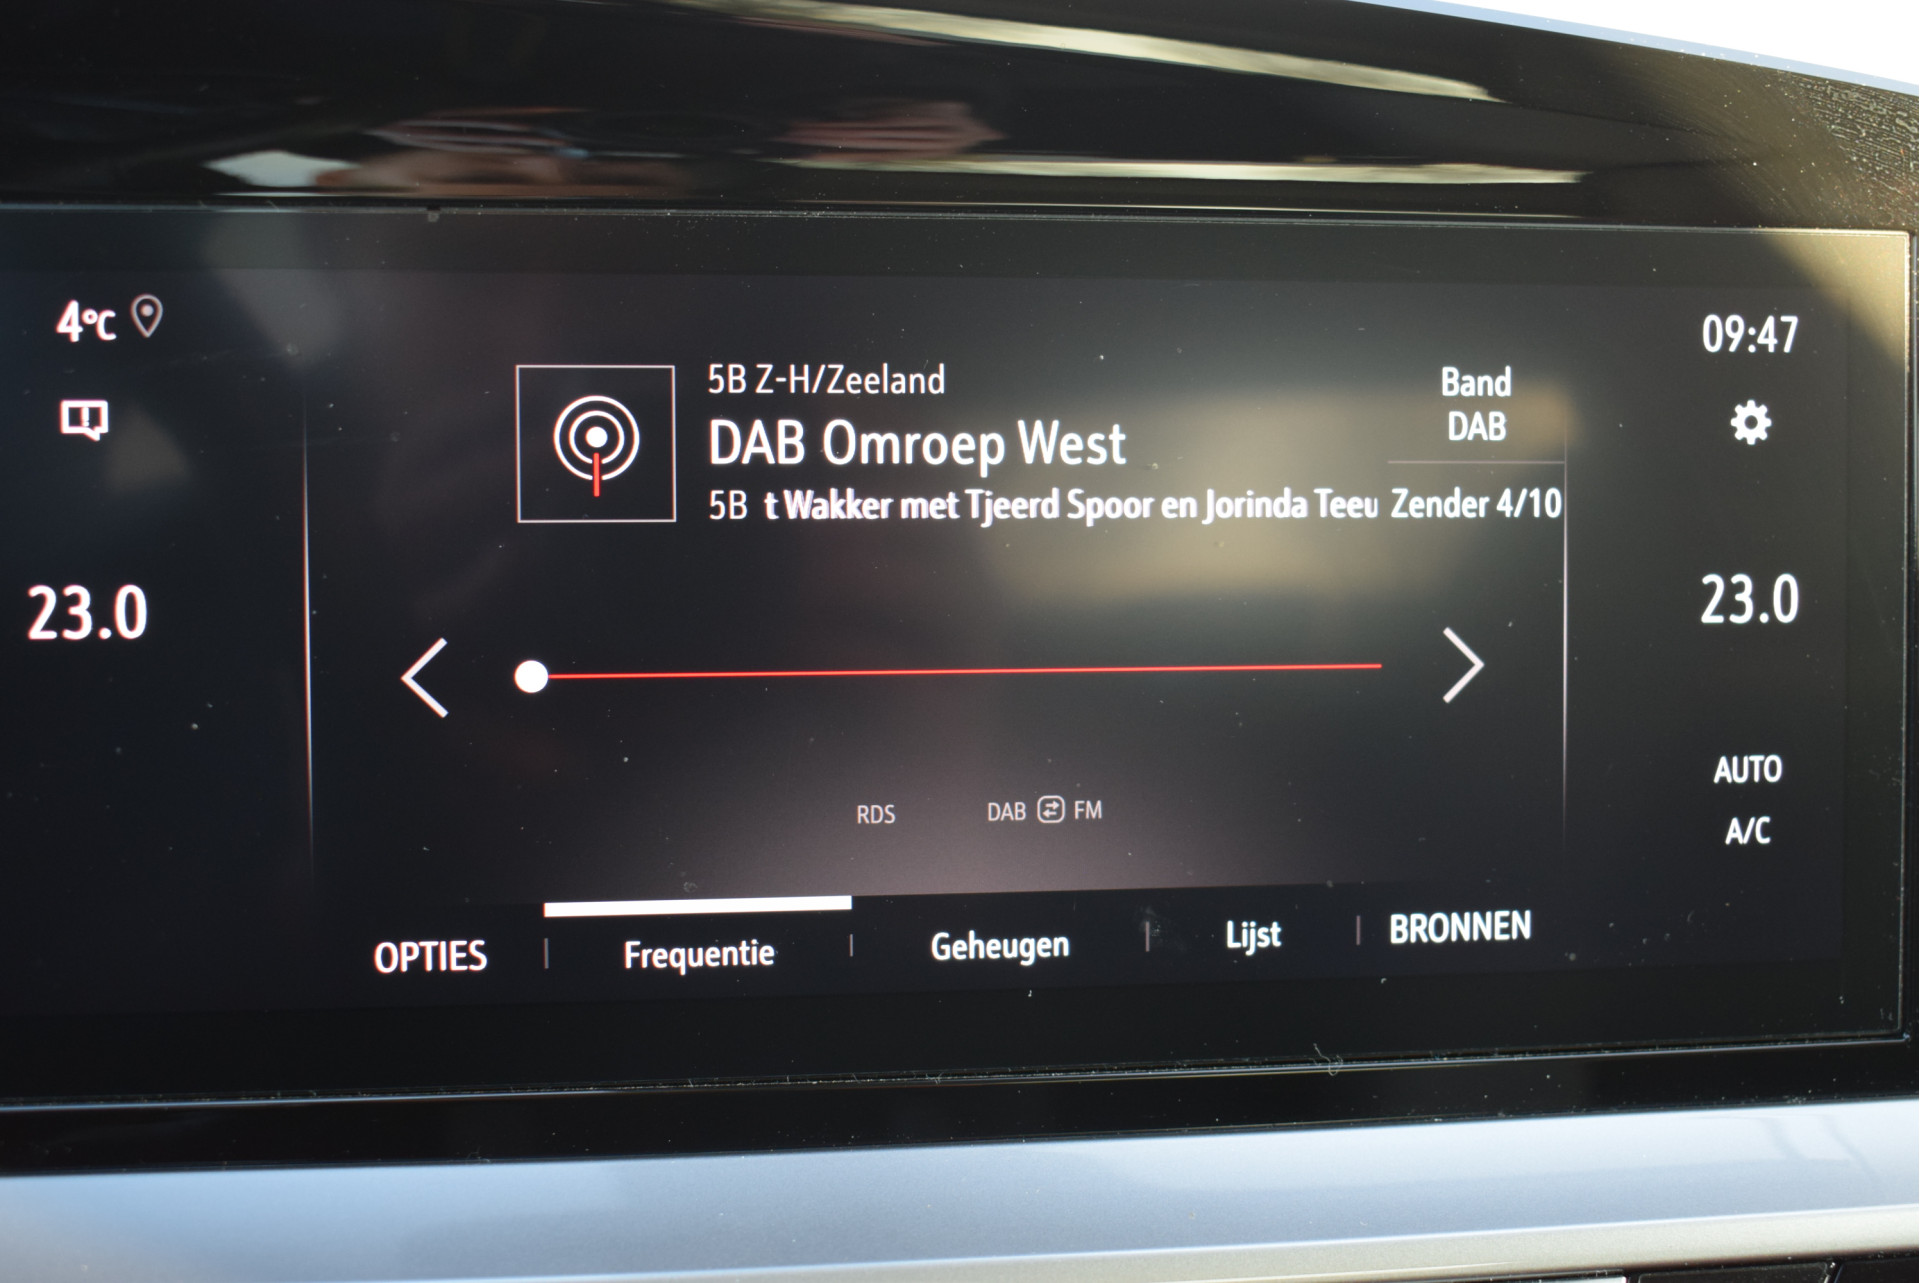 4°C
09:47
5B Z-H/Zeeland
DAB Omroep West
5B t Wakker met Tjeerd Spoor en Jorinda Teeu Zender 4/10
Band
DAB
23.0
23.0
RDS
DAB FM
AUTO
A/C
OPTIES
Frequentie
Geheugen
Lijst
BRONNEN